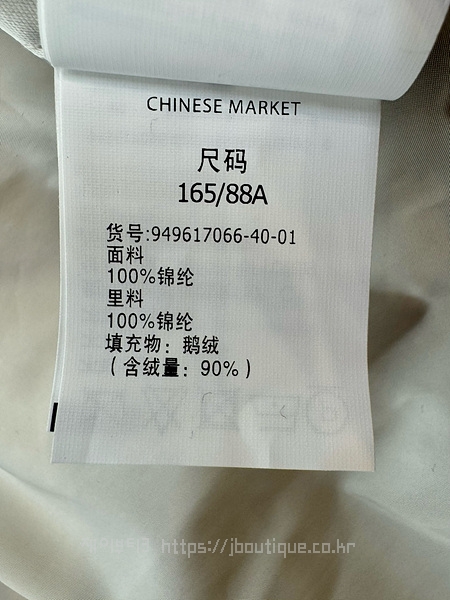 CHINESE MARKET
尺码
165/88A
货号:949617066-40-01
面料
100%锦纶
里料
100%锦纶
填充物：鹅绒
（含绒量：90%）
https://jboutique.co.kr